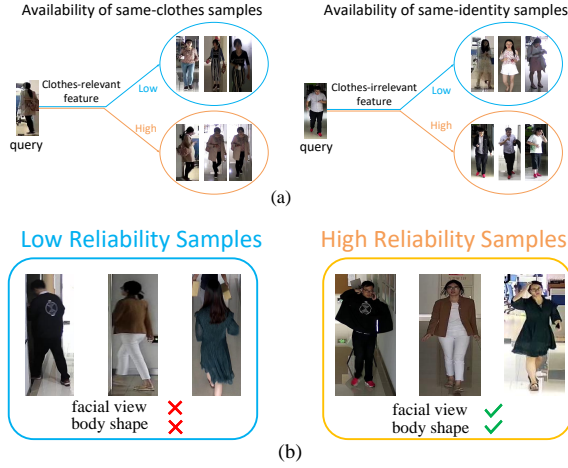 Availability of same-clothes samples
Availability of same-identity samples
Clothes-relevant
feature
Low
High
query
Clothes-irrelevant
feature
Low
High
query
(a)
Low Reliability Samples
High Reliability Samples
facial view
body shape
facial view
body shape
(b)